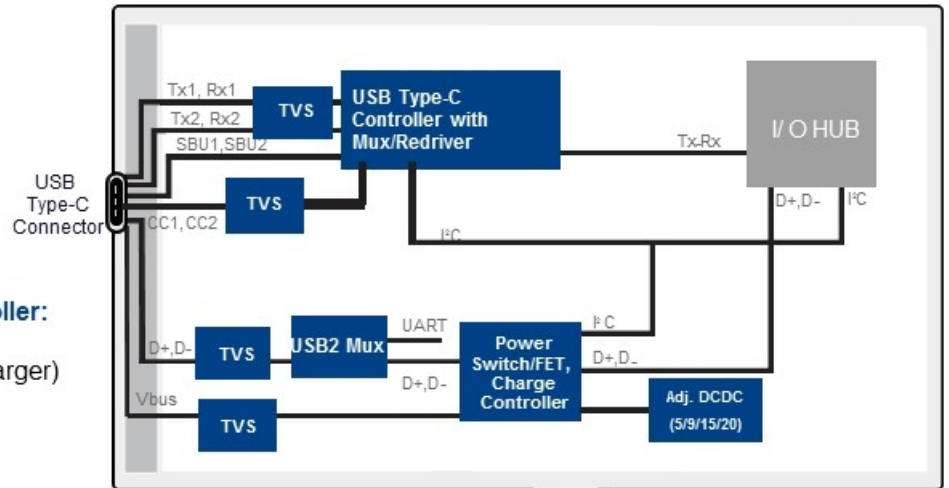 Tx1, Rx1
TVS
Tx2, Rx2
SBU1,SBU2
USB Type-C
Controller with
Mux/Redriver
Tx-Rx
I/ O HUB
USB
Type-C
Connector
TVS
CC1,CC2
D+,D-
I²C
I²C
oller:
arger)
D+,D-
TVS
USB2 Mux
UART
D+,D-
Power
Switch/FET,
Charge
Controller
I² C
D+,D-
Adj. DCDC
(5/9/15/20)
Vbus
TVS